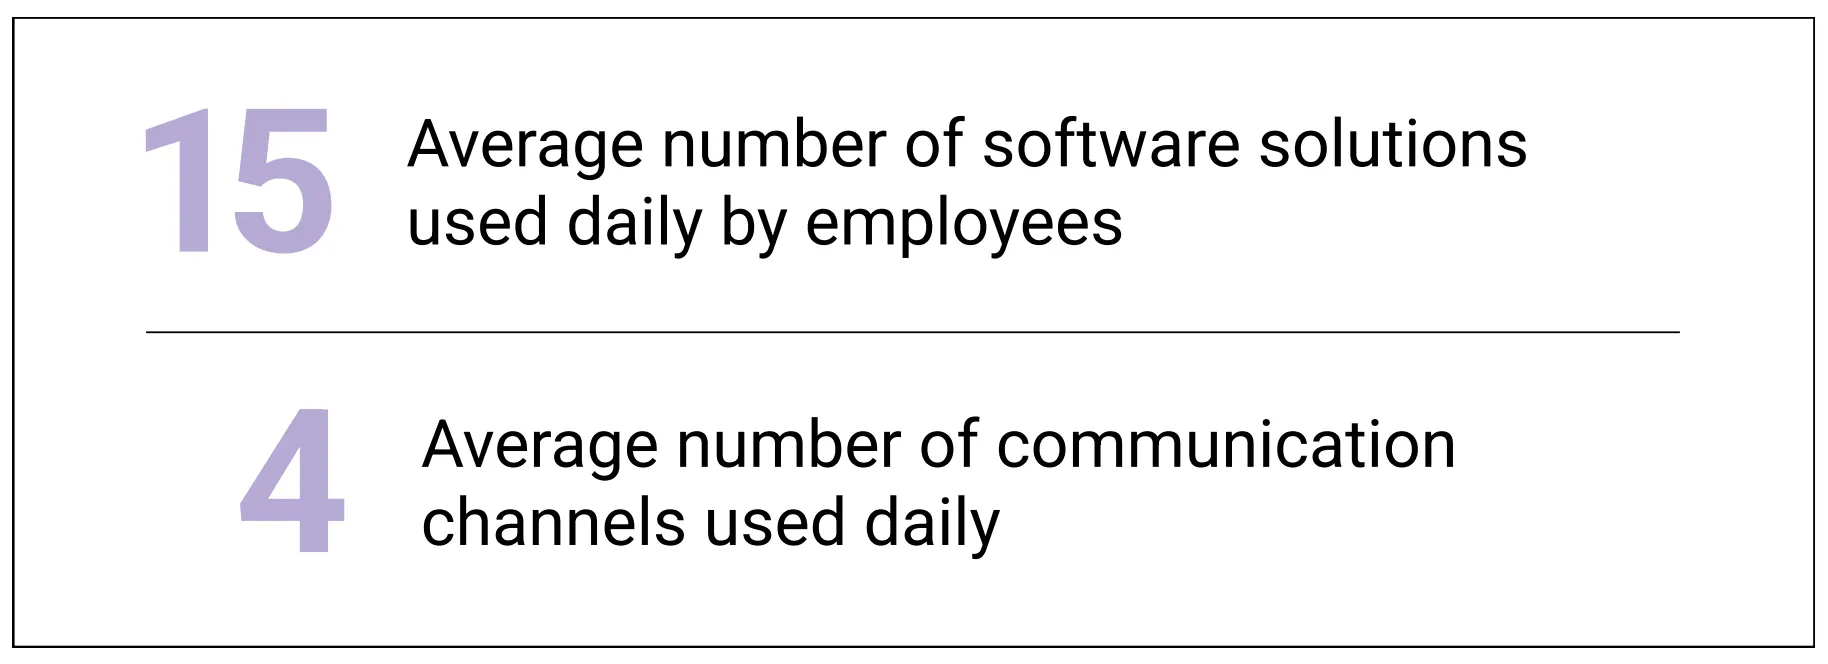 15
Average number of software solutions
used daily by employees
4
Average number of communication
channels used daily